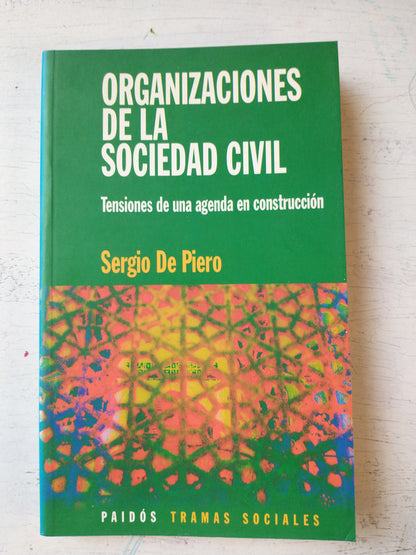 ORGANIZACIONES
DE LA
SOCIEDAD CIVIL
Tensiones de una agenda en construcción
Sergio De Piero
PAIDÓS TRAMAS SOCIALES